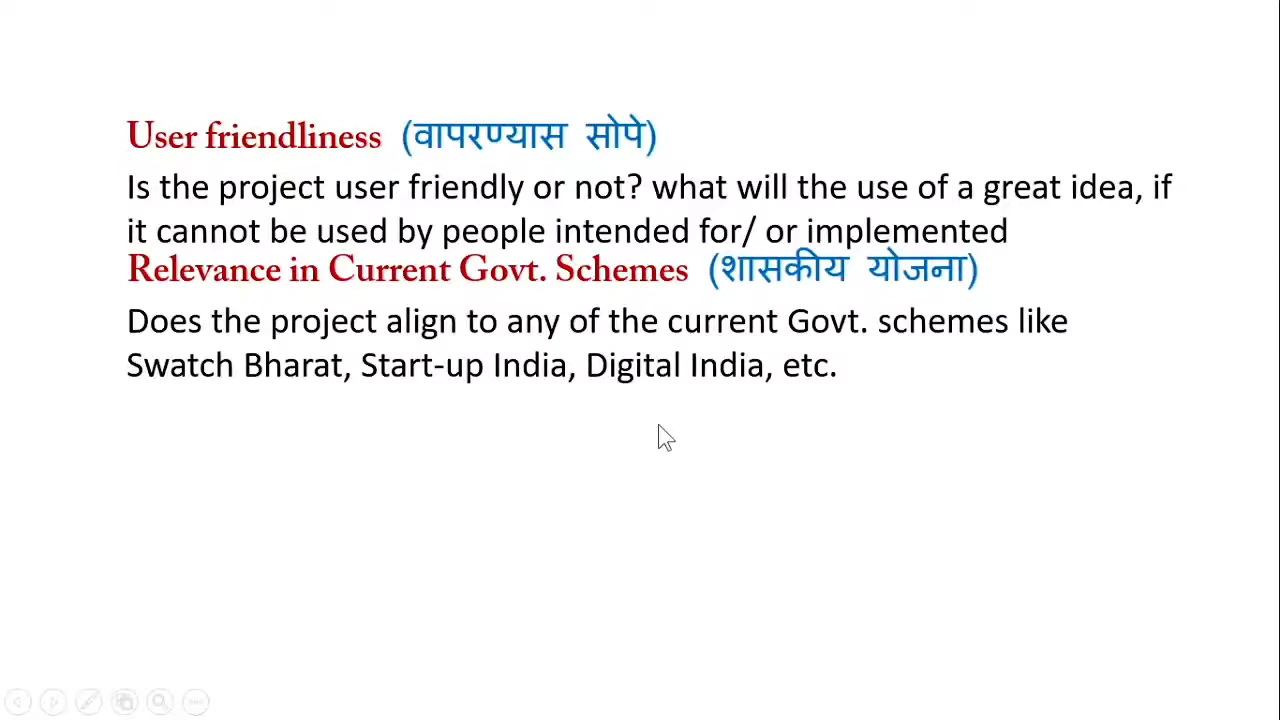 User friendliness (वापरण्यास सोपे)
Is the project user friendly or not? what will the use of a great idea, if
it cannot be used by people intended for/ or implemented
Relevance in Current Govt. Schemes (शासकीय योजना)
Does the project align to any of the current Govt. schemes like
Swatch Bharat, Start-up India, Digital India, etc.